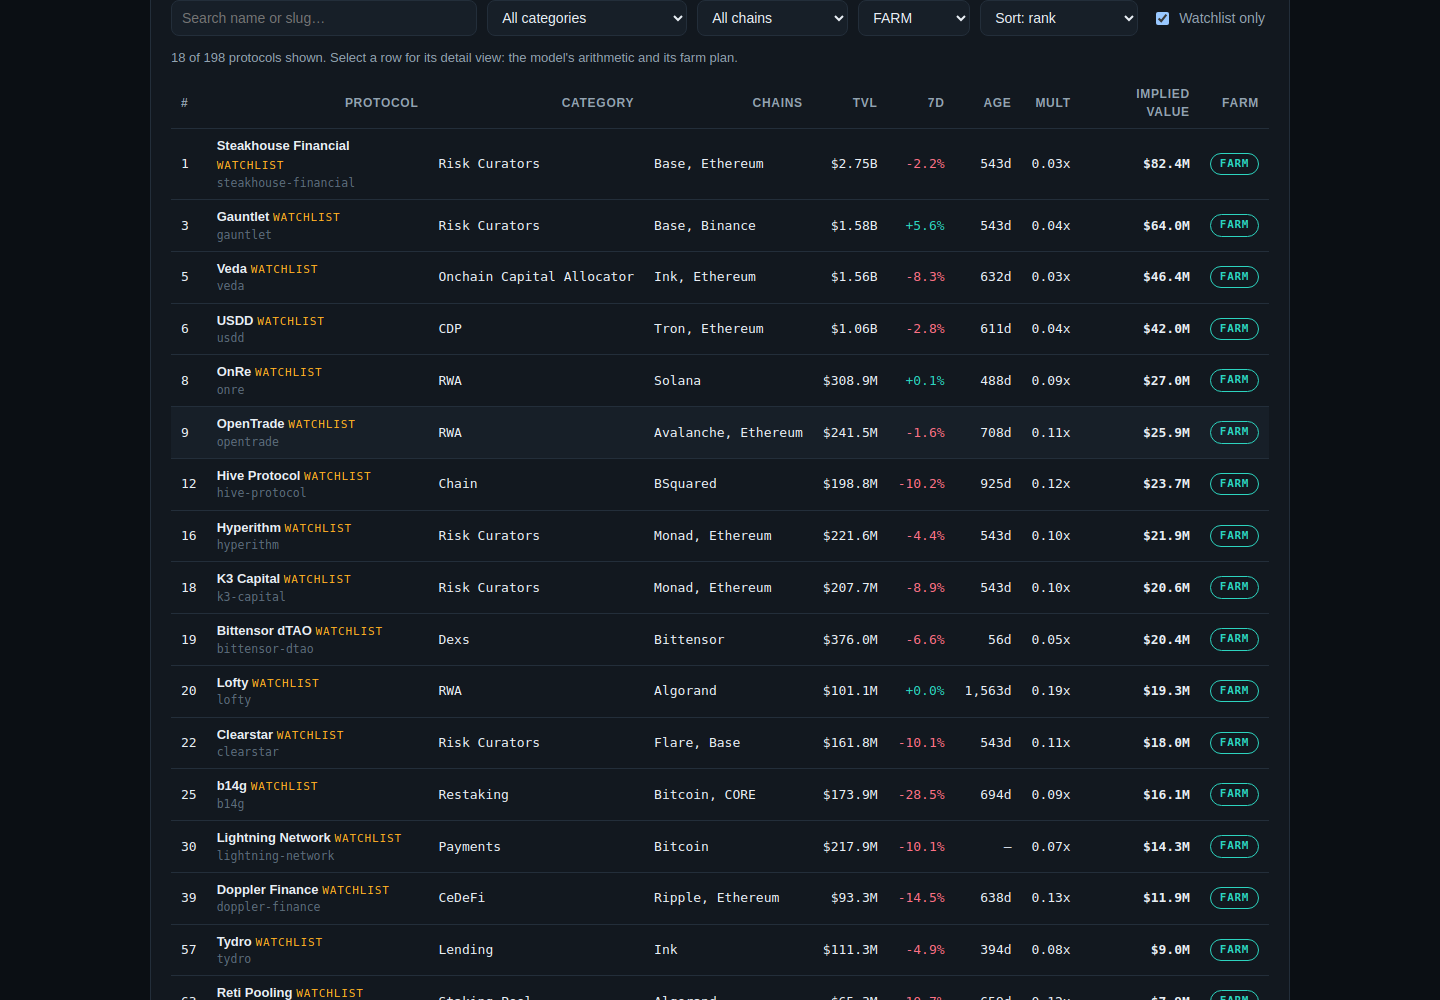 Search name or slug… All categories All chains FARM Sort: rank Watchlist only
18 of 198 protocols shown. Select a row for its detail view: the model's arithmetic and its farm plan.
# PROTOCOL CATEGORY CHAINS TVL 7D AGE MULT IMPLIED VALUE FARM
1 Steakhouse Financial WATCHLIST steakhouse-financial Risk Curators Base, Ethereum $2.75B -2.2% 543d 0.03x $82.4M FARM
3 Gauntlet WATCHLIST gauntlet Risk Curators Base, Binance $1.58B +5.6% 543d 0.04x $64.0M FARM
5 Veda WATCHLIST veda Onchain Capital Allocator Ink, Ethereum $1.56B -8.3% 632d 0.03x $46.4M FARM
6 USDD WATCHLIST usdd CDP Tron, Ethereum $1.06B -2.8% 611d 0.04x $42.0M FARM
8 OnRe WATCHLIST onre RWA Solana $308.9M +0.1% 488d 0.09x $27.0M FARM
9 OpenTrade WATCHLIST opentrade RWA Avalanche, Ethereum $241.5M -1.6% 708d 0.11x $25.9M FARM
12 Hive Protocol WATCHLIST hive-protocol Chain BSquared $198.8M -10.2% 925d 0.12x $23.7M FARM
16 Hyperithm WATCHLIST hyperithm Risk Curators Monad, Ethereum $221.6M -4.4% 543d 0.10x $21.9M FARM
18 K3 Capital WATCHLIST k3-capital Risk Curators Monad, Ethereum $207.7M -8.9% 543d 0.10x $20.6M FARM
19 Bittensor dTAO WATCHLIST bittensor-dtao Dexs Bittensor $376.0M -6.6% 56d 0.05x $20.4M FARM
20 Lofty WATCHLIST lofty RWA Algorand $101.1M +0.0% 1,563d 0.19x $19.3M FARM
22 Clearstar WATCHLIST clearstar Risk Curators Flare, Base $161.8M -10.1% 543d 0.11x $18.0M FARM
25 b14g WATCHLIST b14g Restaking Bitcoin, CORE $173.9M -28.5% 694d 0.09x $16.1M FARM
30 Lightning Network WATCHLIST lightning-network Payments Bitcoin $217.9M -10.1% — 0.07x $14.3M FARM
39 Doppler Finance WATCHLIST doppler-finance CeDeFi Ripple, Ethereum $93.3M -14.5% 638d 0.13x $11.9M FARM
57 Tydro WATCHLIST tydro Lending Ink $111.3M -4.9% 394d 0.08x $9.0M FARM
Reti Pooling WATCHLIST